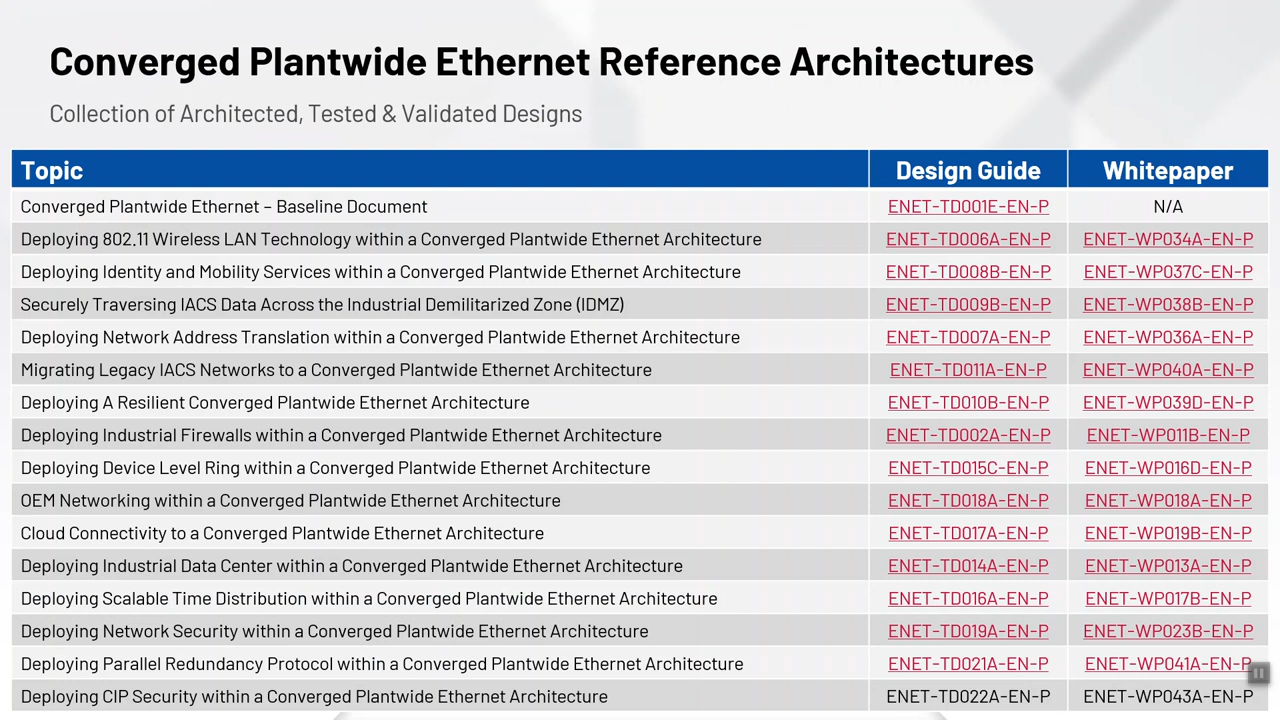 Converged Plantwide Ethernet Reference Architectures
Collection of Architected, Tested & Validated Designs
Topic Design Guide Whitepaper
Converged Plantwide Ethernet – Baseline Document ENET-TD001E-EN-P N/A
Deploying 802.11 Wireless LAN Technology within a Converged Plantwide Ethernet Architecture ENET-TD006A-EN-P ENET-WP034A-EN-P
Deploying Identity and Mobility Services within a Converged Plantwide Ethernet Architecture ENET-TD008B-EN-P ENET-WP037C-EN-P
Securely Traversing IACS Data Across the Industrial Demilitarized Zone (IDMZ) ENET-TD009B-EN-P ENET-WP038B-EN-P
Deploying Network Address Translation within a Converged Plantwide Ethernet Architecture ENET-TD007A-EN-P ENET-WP036A-EN-P
Migrating Legacy IACS Networks to a Converged Plantwide Ethernet Architecture ENET-TD011A-EN-P ENET-WP040A-EN-P
Deploying A Resilient Converged Plantwide Ethernet Architecture ENET-TD010B-EN-P ENET-WP039D-EN-P
Deploying Industrial Firewalls within a Converged Plantwide Ethernet Architecture ENET-TD002A-EN-P ENET-WP011B-EN-P
Deploying Device Level Ring within a Converged Plantwide Ethernet Architecture ENET-TD015C-EN-P ENET-WP016D-EN-P
OEM Networking within a Converged Plantwide Ethernet Architecture ENET-TD018A-EN-P ENET-WP018A-EN-P
Cloud Connectivity to a Converged Plantwide Ethernet Architecture ENET-TD017A-EN-P ENET-WP019B-EN-P
Deploying Industrial Data Center within a Converged Plantwide Ethernet Architecture ENET-TD014A-EN-P ENET-WP013A-EN-P
Deploying Scalable Time Distribution within a Converged Plantwide Ethernet Architecture ENET-TD016A-EN-P ENET-WP017B-EN-P
Deploying Network Security within a Converged Plantwide Ethernet Architecture ENET-TD019A-EN-P ENET-WP023B-EN-P
Deploying Parallel Redundancy Protocol within a Converged Plantwide Ethernet Architecture ENET-TD021A-EN-P ENET-WP041A-EN-P
Deploying CIP Security within a Converged Plantwide Ethernet Architecture ENET-TD022A-EN-P ENET-WP043A-EN-P